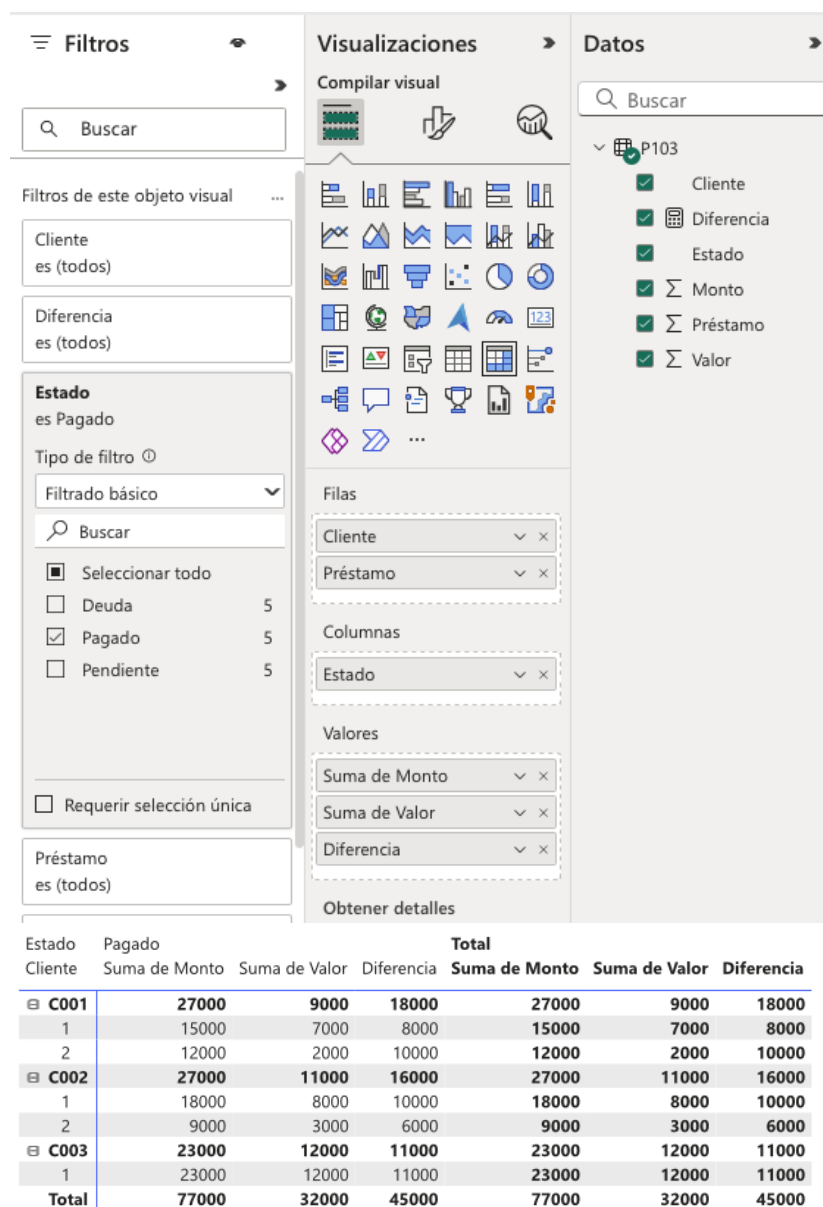 Filtros
Buscar
Filtros de este objeto visual ...
Cliente
es (todos)
Diferencia
es (todos)
Estado
es Pagado
Tipo de filtro
Filtrado básico
Buscar
Seleccionar todo
Deuda 5
Pagado 5
Pendiente 5
Requerir selección única
Préstamo
es (todos)
Visualizaciones
Compilar visual
123
...
Filas
Cliente
Préstamo
Columnas
Estado
Valores
Suma de Monto
Suma de Valor
Diferencia
Obtener detalles
Datos
Buscar
P103
Cliente
Diferencia
Estado
Monto
Préstamo
Valor
Estado Pagado Total
Cliente Suma de Monto Suma de Valor Diferencia Suma de Monto Suma de Valor Diferencia
C001 27000 9000 18000 27000 9000 18000
1 15000 7000 8000 15000 7000 8000
2 12000 2000 10000 12000 2000 10000
C002 27000 11000 16000 27000 11000 16000
1 18000 8000 10000 18000 8000 10000
2 9000 3000 6000 9000 3000 6000
C003 23000 12000 11000 23000 12000 11000
1 23000 12000 11000 23000 12000 11000
Total 77000 32000 45000 77000 32000 45000